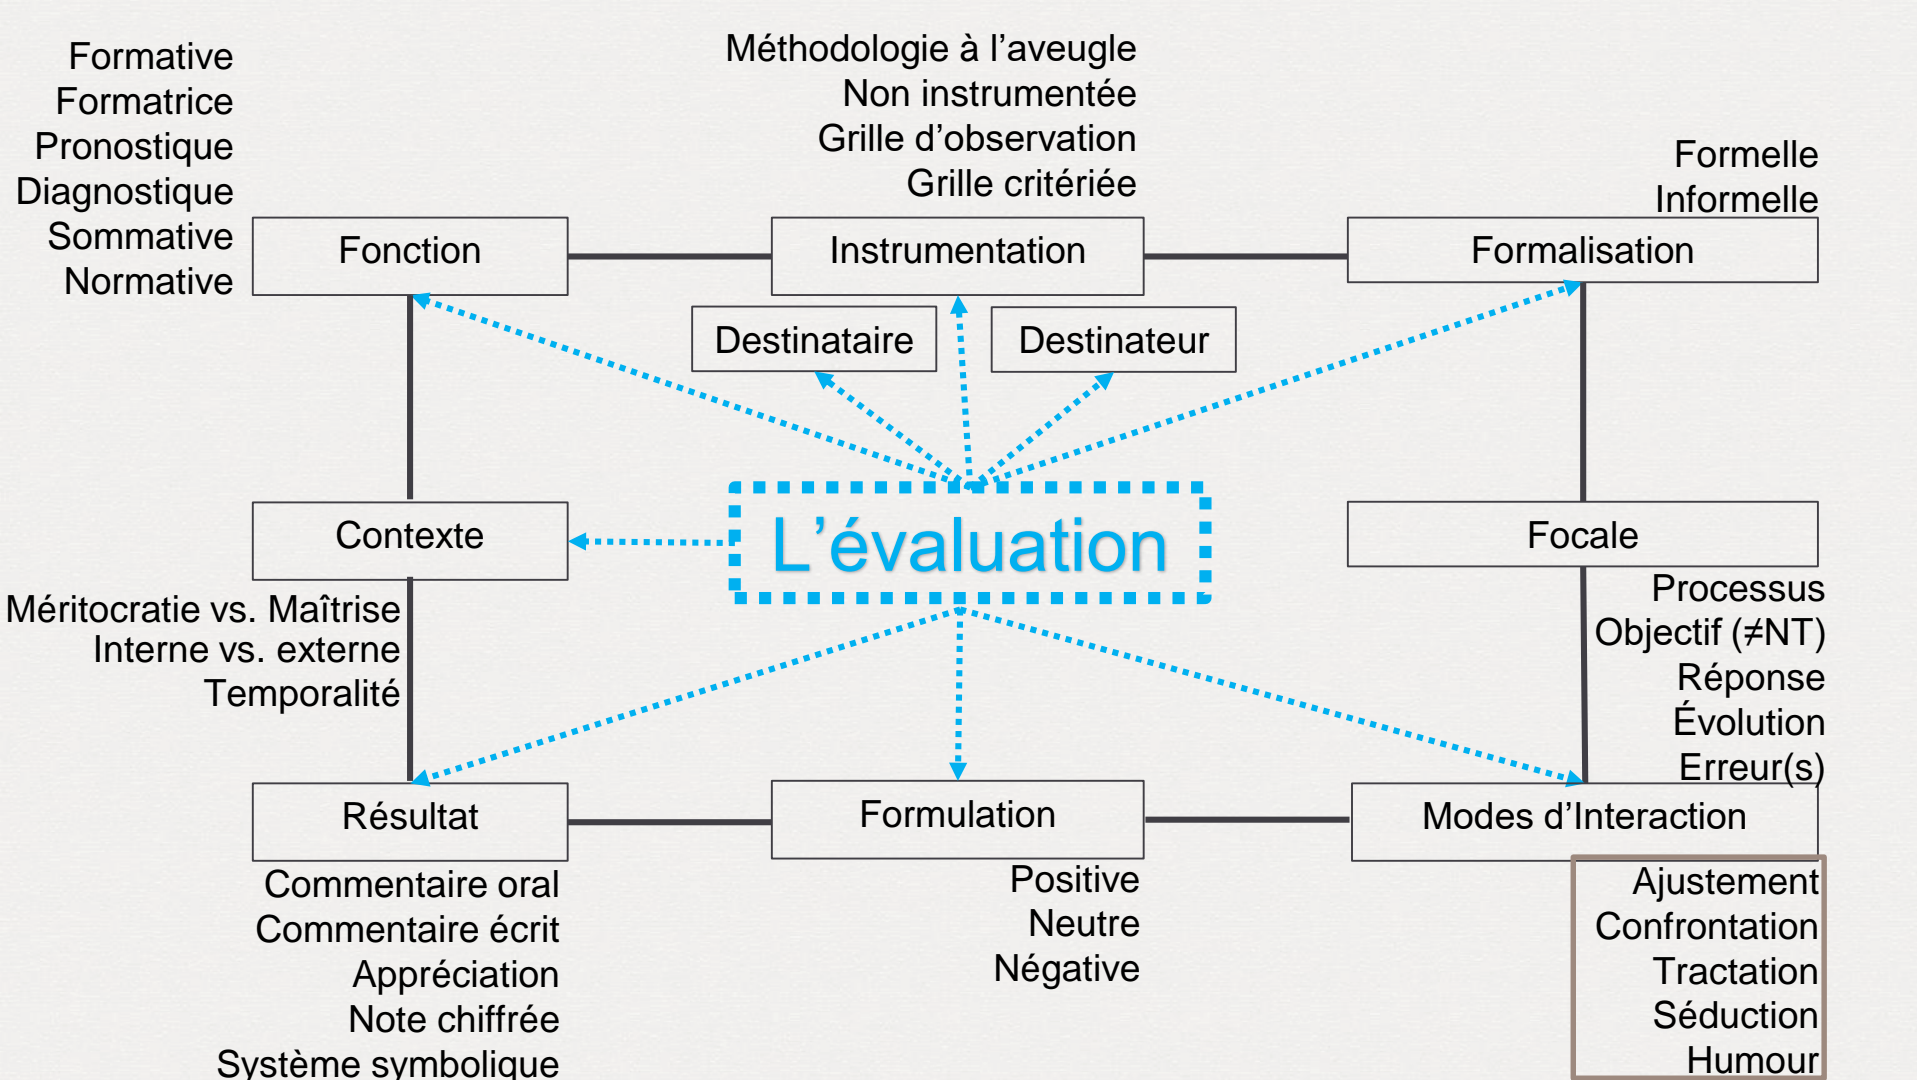 Formative
Formatrice
Pronostique
Diagnostique
Sommative
Normative
Méthodologie à l’aveugle
Non instrumentée
Grille d’observation
Grille critériée
Formelle
Informelle
Fonction
Instrumentation
Formalisation
Destinataire
Destinateur
Contexte
L’évaluation
Focale
Méritocratie vs. Maîtrise
Interne vs. externe
Temporalité
Processus
Objectif (≠NT)
Réponse
Évolution
Erreur(s)
Résultat
Formulation
Modes d’Interaction
Commentaire oral
Commentaire écrit
Appréciation
Note chiffrée
Système symbolique
Positive
Neutre
Négative
Ajustement
Confrontation
Tractation
Séduction
Humour